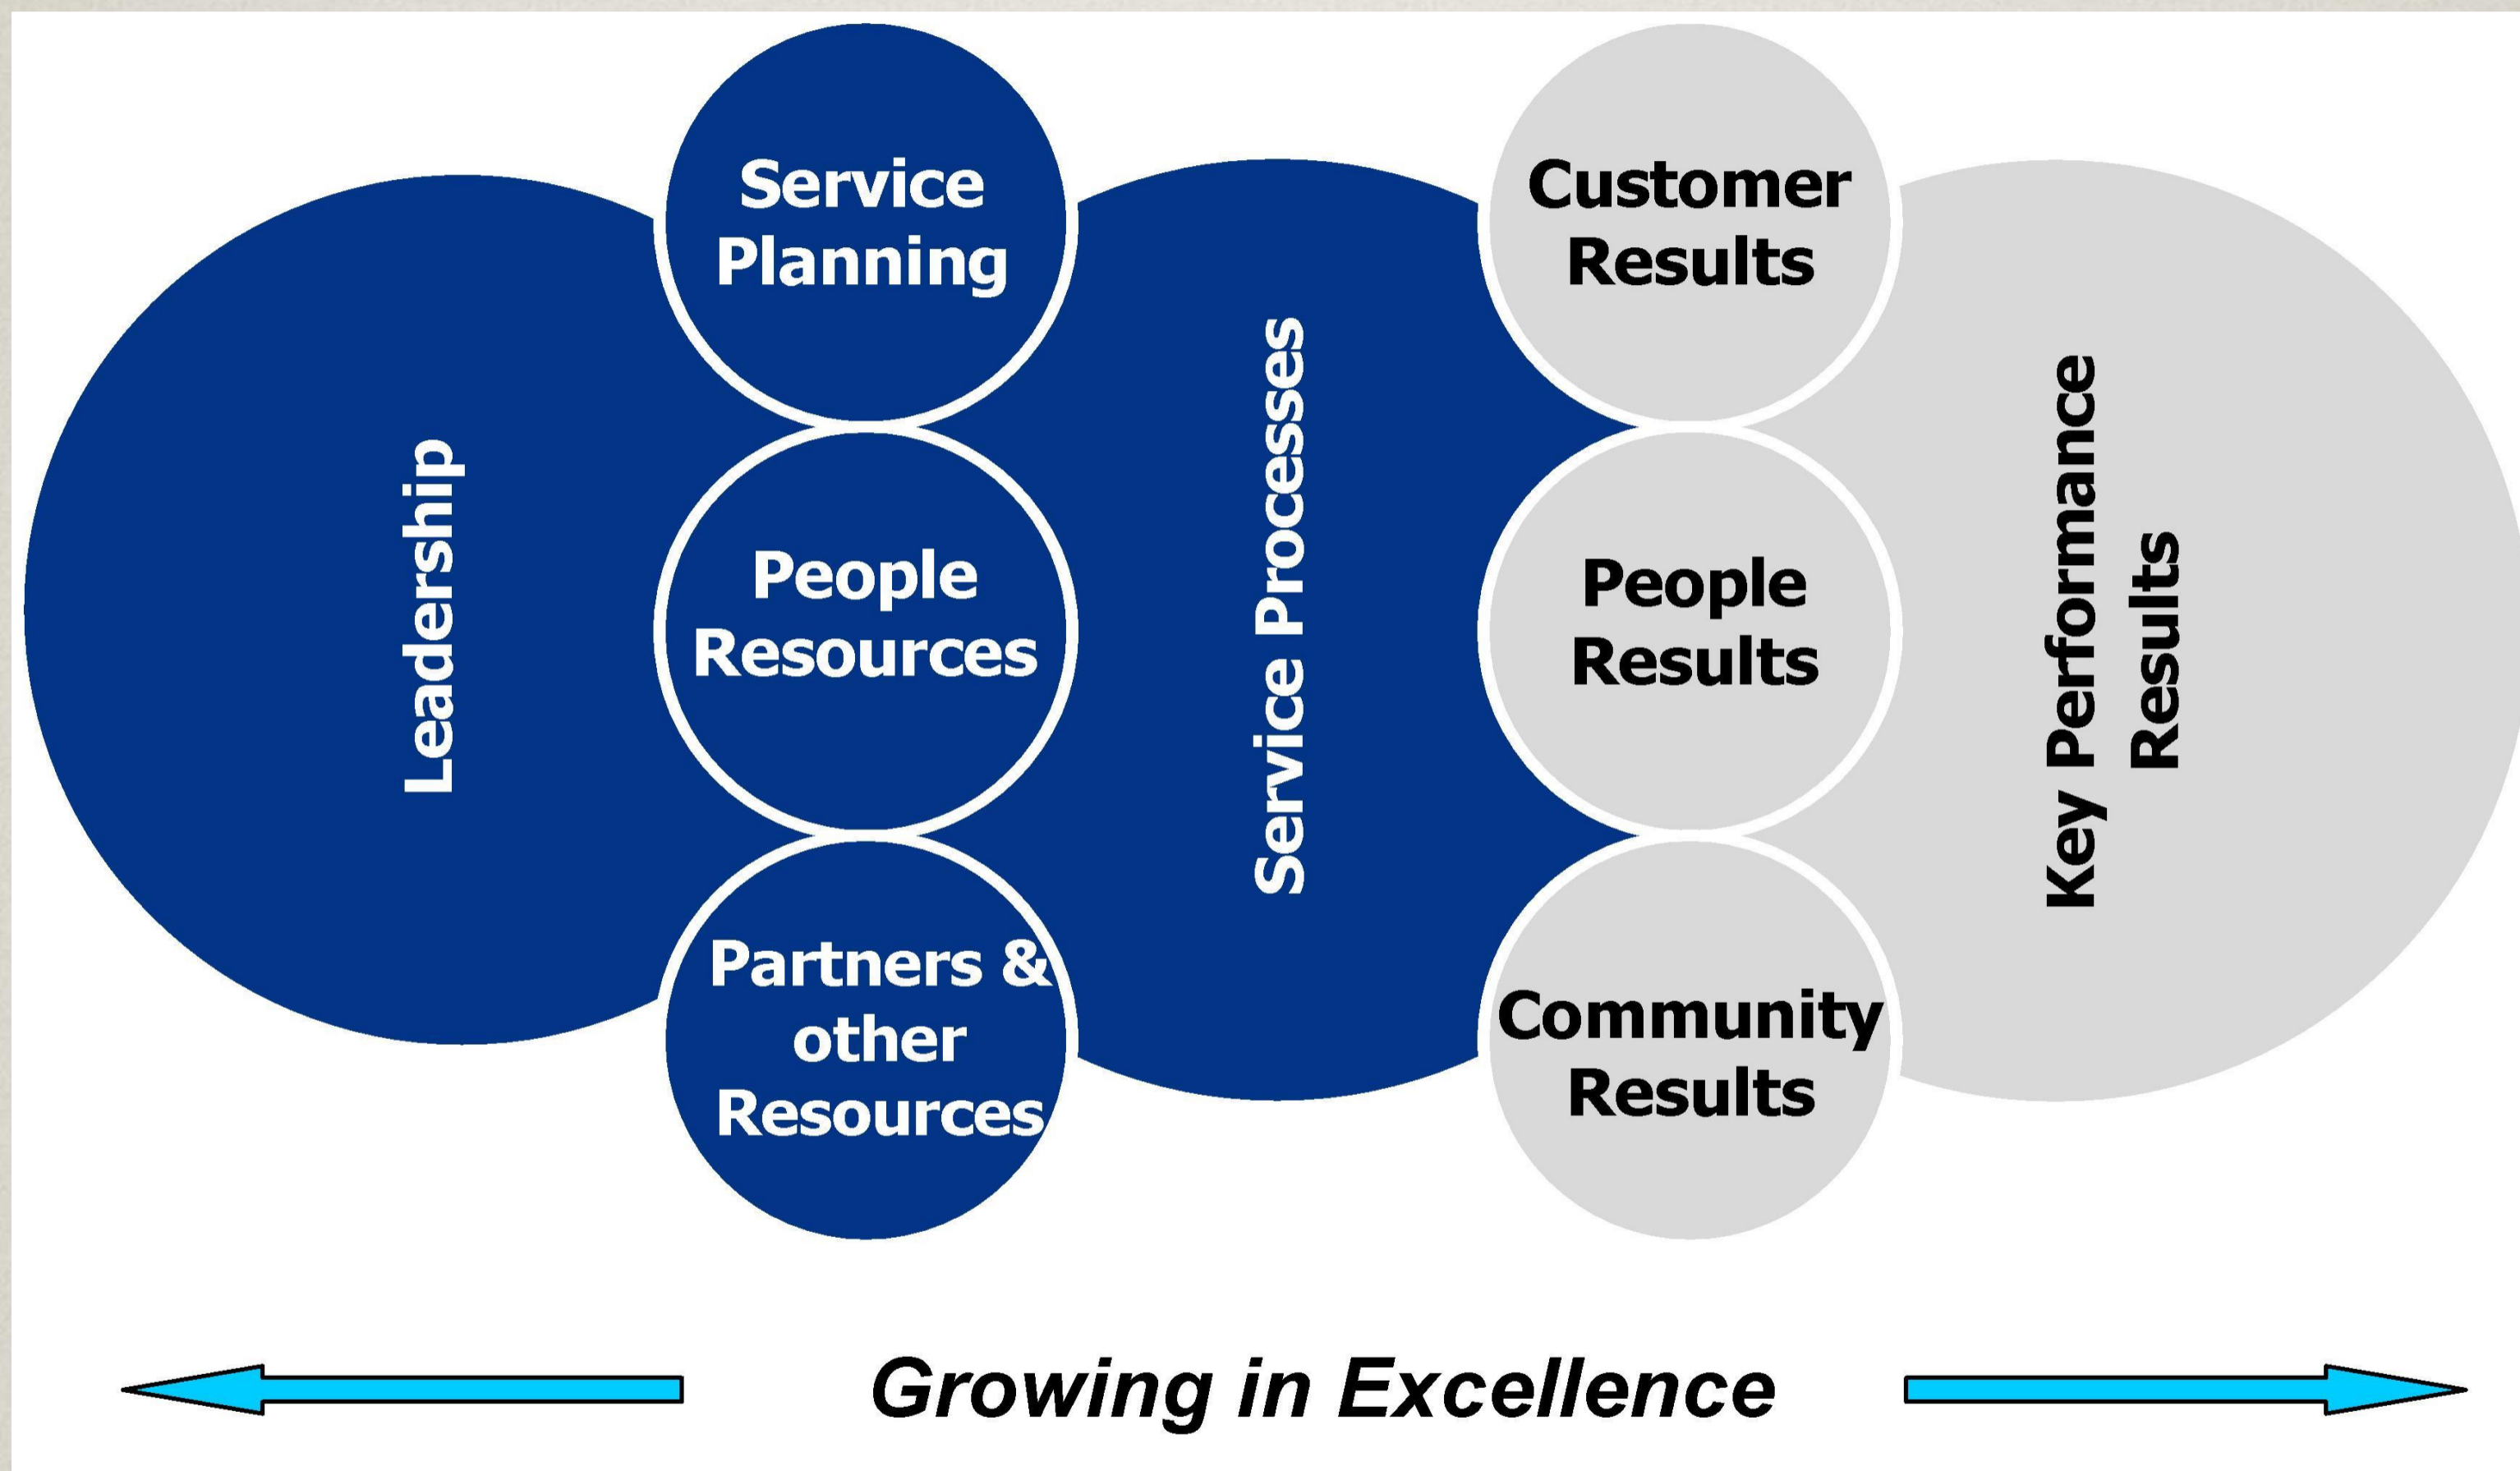 Leadership
Service
Planning
People
Resources
Partners &
other
Resources
Service Processes
Customer
Results
People
Results
Community
Results
Key Performance
Results
Growing in Excellence